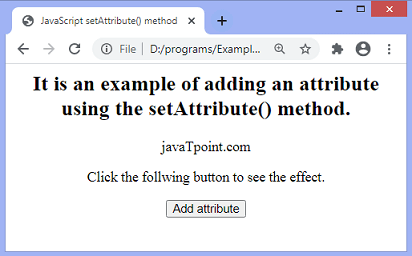 JavaScript setAttribute() method
File | D:/programs/Exampl...
It is an example of adding an attribute
using the setAttribute() method.
javaTpoint.com
Click the follwing button to see the effect.
Add attribute